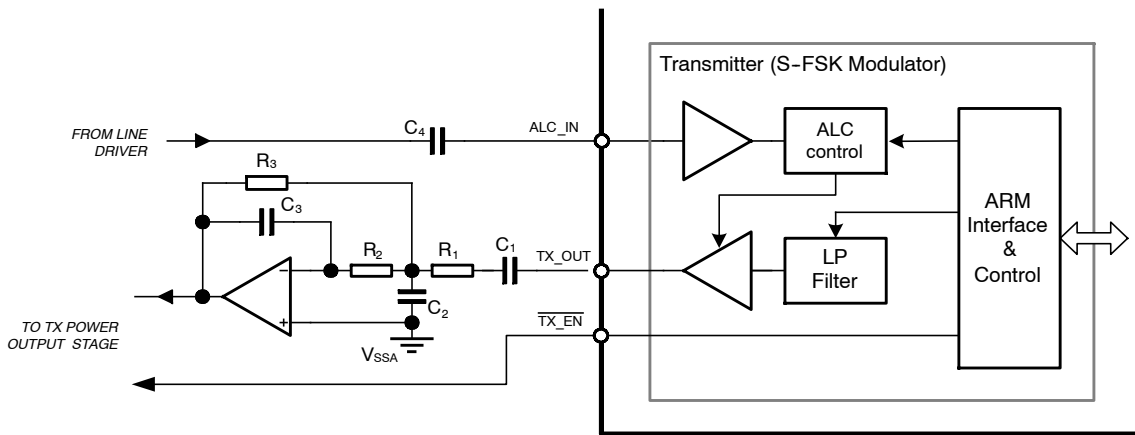 Transmitter (S-FSK Modulator)
FROM LINE
DRIVER
C4
ALC_IN
ALC
control
R3
C3
ARM
Interface
&
Control
R2
R1
C1
TX_OUT
LP
Filter
−
+
C2
VSSA
TX_EN
TO TX POWER
OUTPUT STAGE